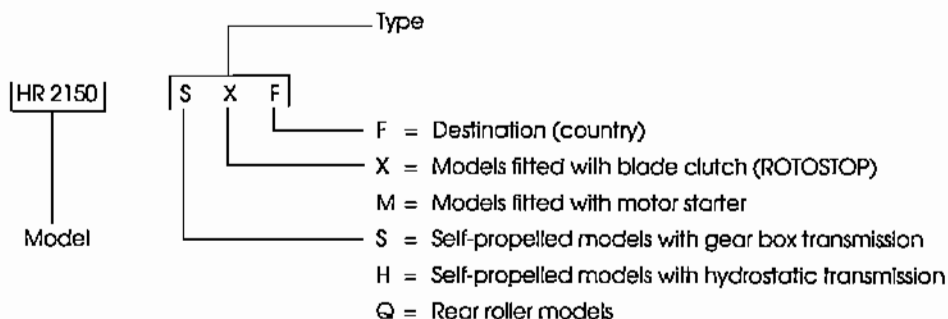 Type
HR 2150 S X F
F = Destination (country)
X = Models fitted with blade clutch (ROTOSTOP)
M = Models fitted with motor starter
Model S = Self-propelled models with gear box transmission
H = Self-propelled models with hydrostatic transmission
Q = Rear roller models